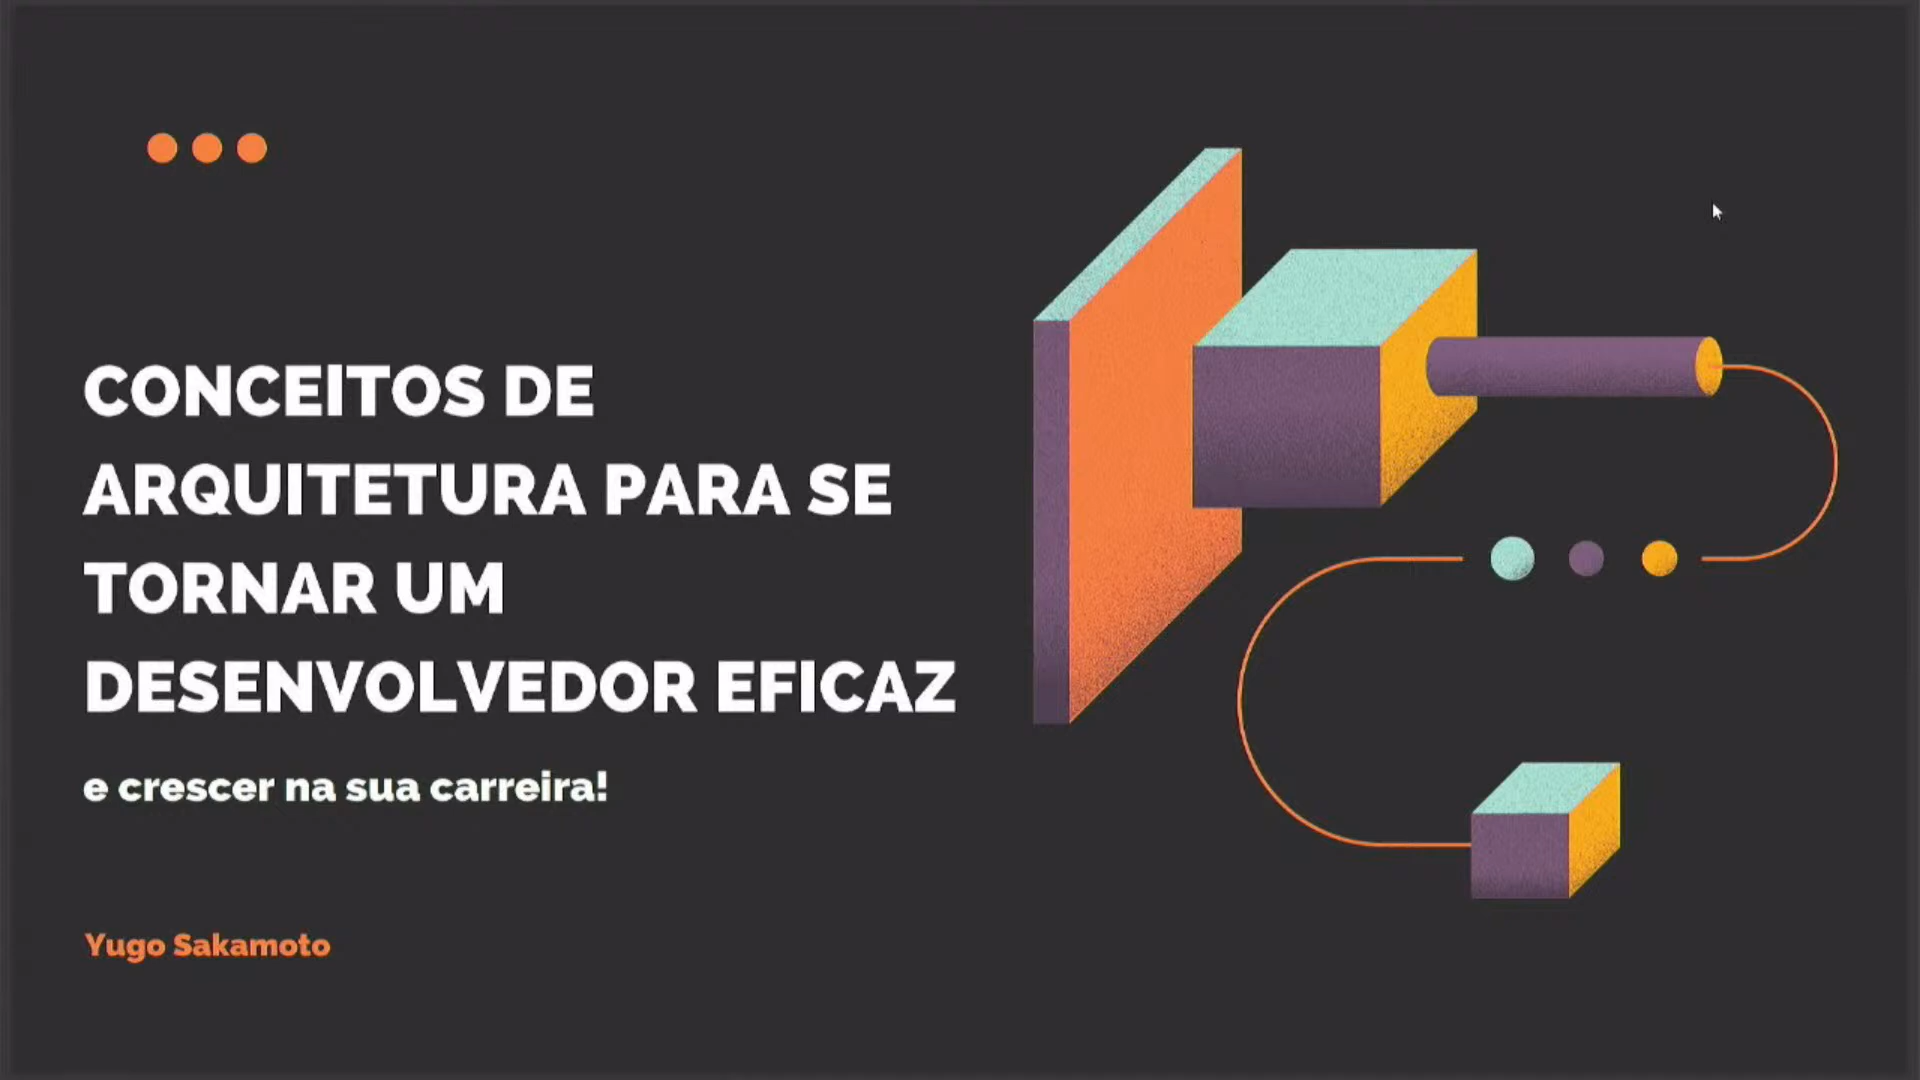 CONCEITOS DE
ARQUITETURA PARA SE
TORNAR UM
DESENVOLVEDOR EFICAZ
e crescer na sua carreira!
Yugo Sakamoto